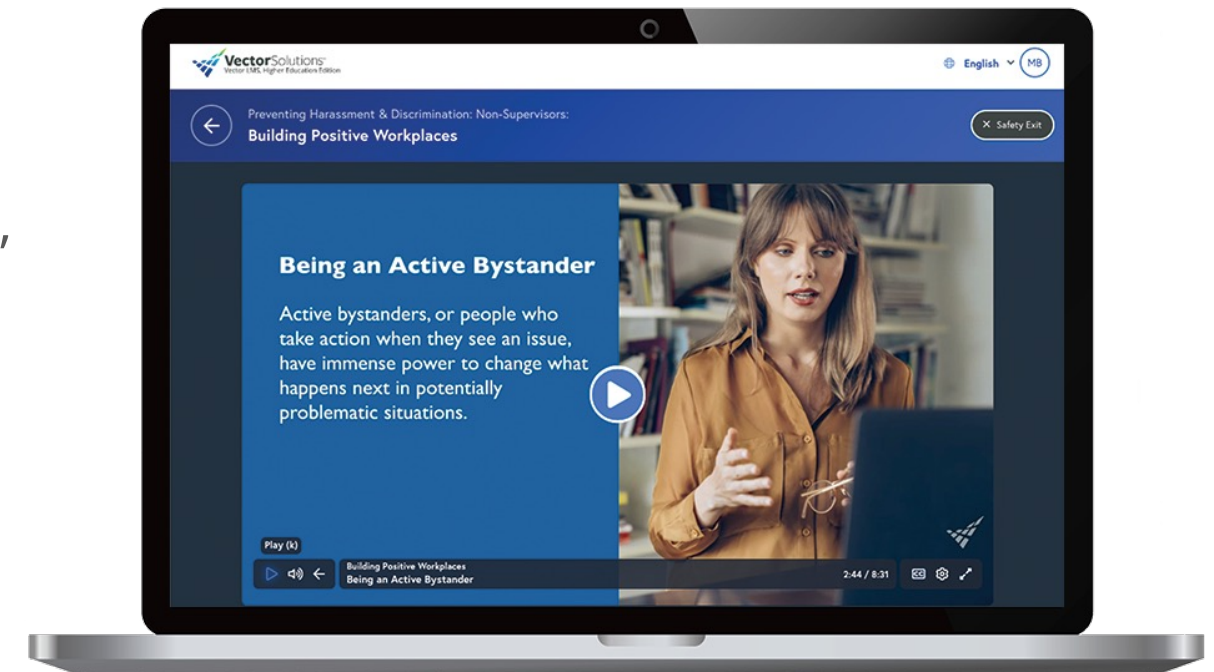 VectorSolutions™
Vector LMS, Higher Education Edition
English
MB
Preventing Harassment & Discrimination: Non-Supervisors:
Building Positive Workplaces
× Safety Exit
,
Being an Active Bystander
Active bystanders, or people who
take action when they see an issue,
have immense power to change what
happens next in potentially
problematic situations.
Play (k)
Building Positive Workplaces
Being an Active Bystander
2:44 / 8:31
CC